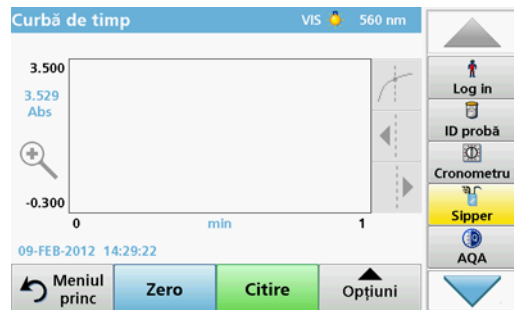 Curbă de timp VIS 560 nm
3.500
3.529
Abs
-0.300
0 min 1
09-FEB-2012 14:29:22
Meniul
princ
Zero
Citire
Opțiuni
Log in
ID probă
Cronometru
Sipper
AQA